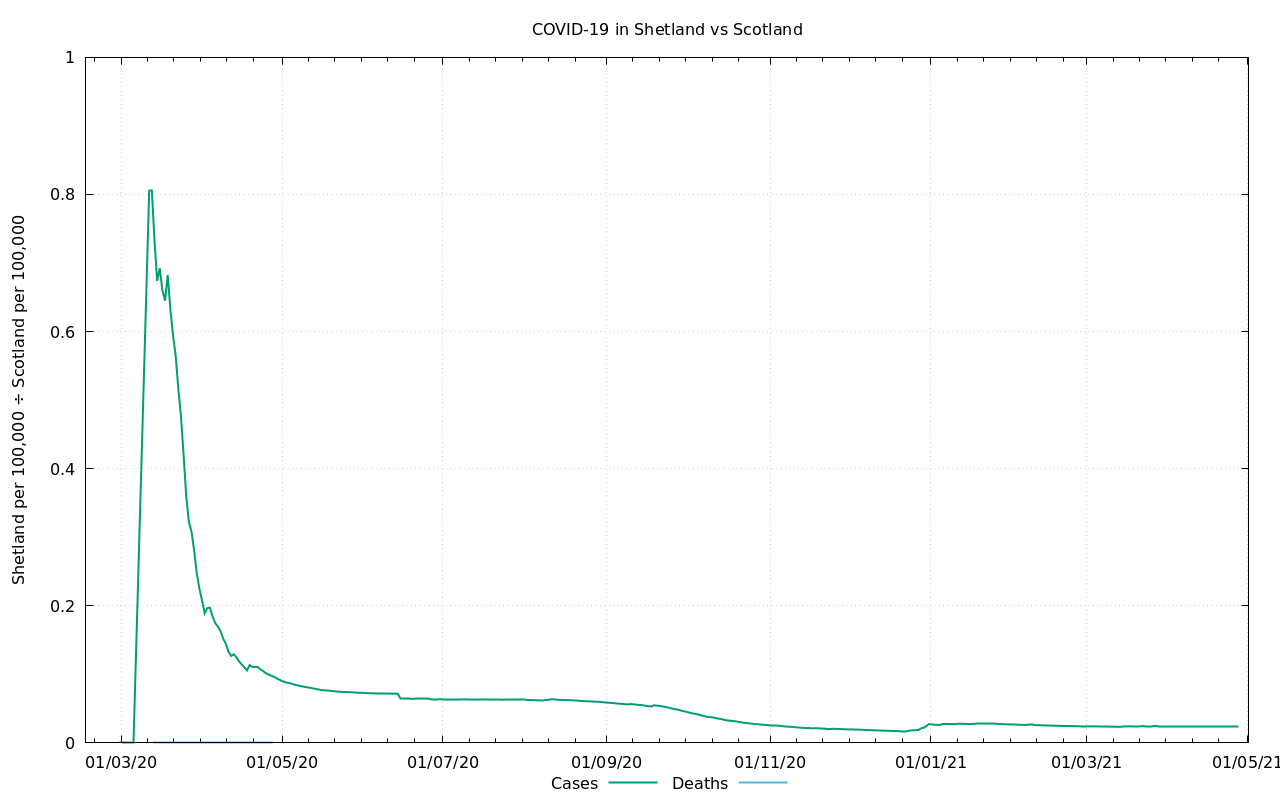 COVID-19 in Shetland vs Scotland
Shetland per 100,000 ÷ Scotland per 100,000
1
0.8
0.6
0.4
0.2
0
01/03/20 01/05/20 01/07/20 01/09/20 01/11/20 01/01/21 01/03/21 01/05/21
Cases Deaths